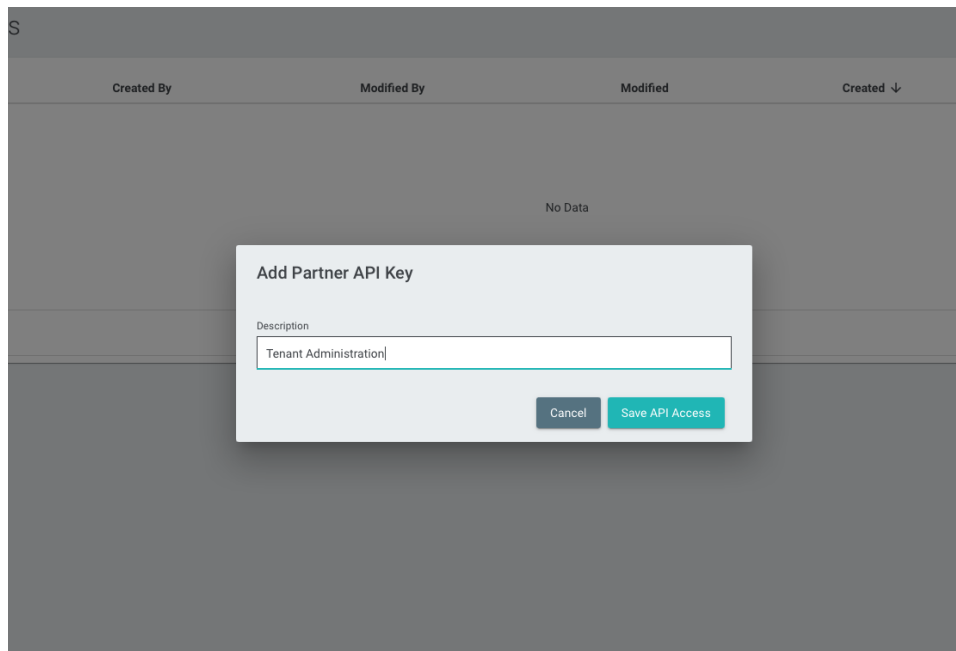 S
Created By Modified By Modified Created ↓
No Data
Add Partner API Key
Description
Tenant Administration
Cancel Save API Access